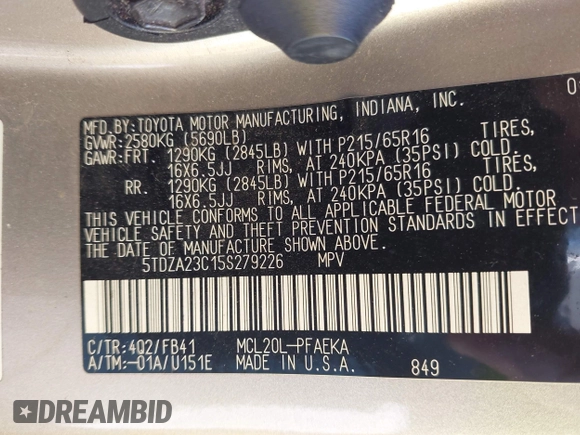 MFD.BY:TOYOTA MOTOR MANUFACTURING, INDIANA, INC.
GVWR:2580KG (5690LB)
GAWR:FRT. 1290KG (2845LB) WITH P215/65R16 TIRES,
16X6.5JJ RIMS, AT 240KPA (35PSI) COLD.
RR. 1290KG (2845LB) WITH P215/65R16 TIRES,
16X6.5JJ RIMS, AT 240KPA (35PSI) COLD.
THIS VEHICLE CONFORMS TO ALL APPLICABLE FEDERAL MOTOR
VEHICLE SAFETY AND THEFT PREVENTION STANDARDS IN EFFECT
DATE OF MANUFACTURE SHOWN ABOVE.
5TDZA23C15S279226 MPV
C/TR:4Q2/FB41 MCL20L-PFAEKA
A/TM:-01A/U151E MADE IN U.S.A. 849
DREAMBID